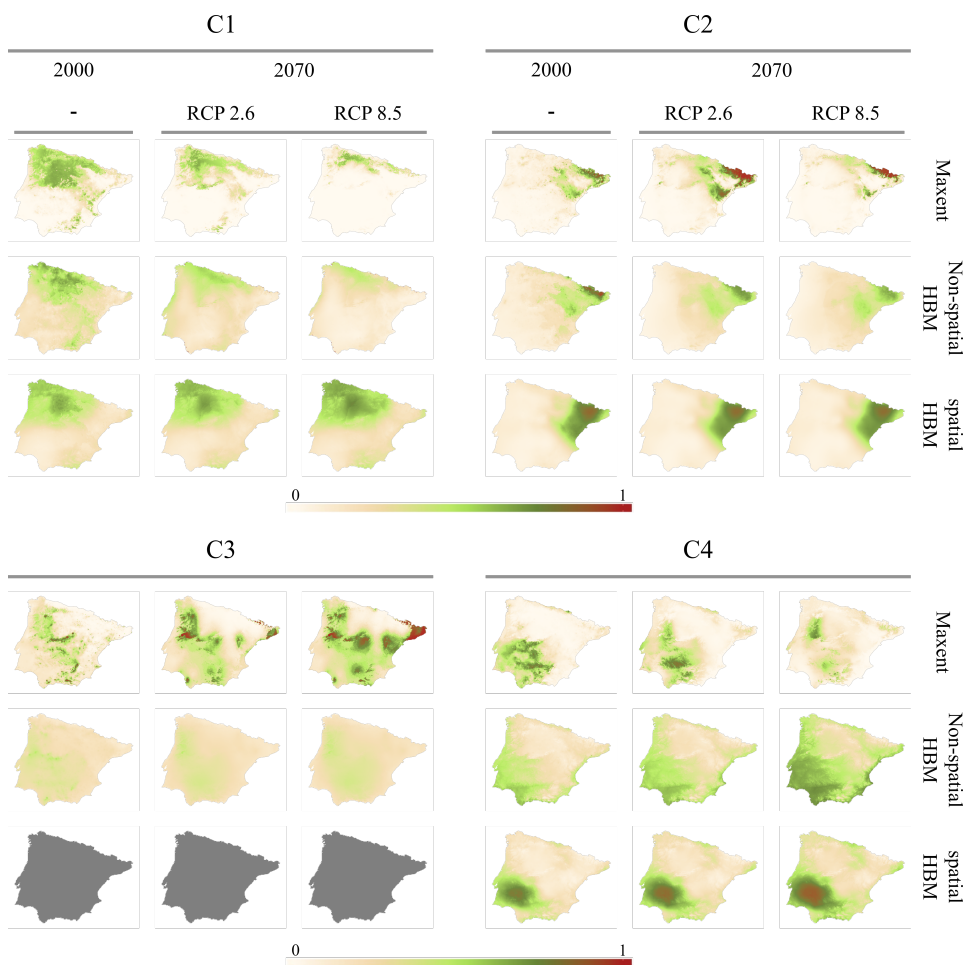 C1
C2
2000
2070
2000
2070
-
RCP 2.6
RCP 8.5
-
RCP 2.6
RCP 8.5
Maxent
Non-spatial
HBM
spatial
HBM
0
1
C3
C4
Maxent
Non-spatial
HBM
spatial
HBM
0
1